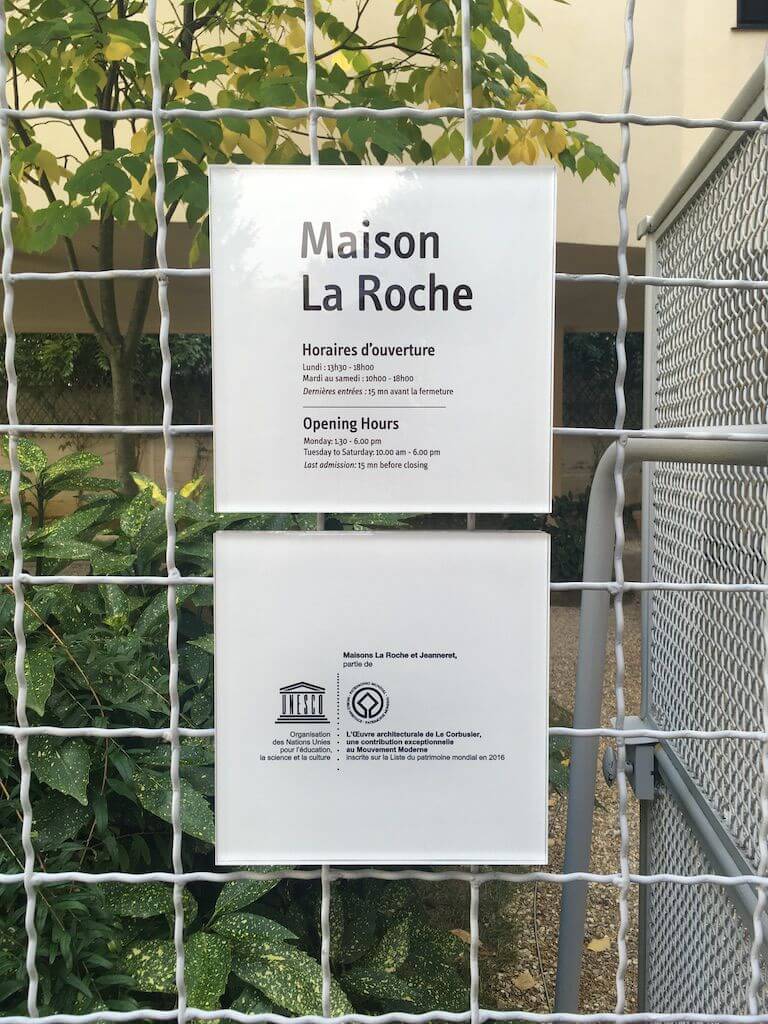 Maison
La Roche
Horaires d'ouverture
Lundi : 13h30 - 18h00
Mardi au samedi : 10h00 - 18h00
Dernières entrées : 15 mn avant la fermeture
Opening Hours
Monday: 1.30 - 6.00 pm
Tuesday to Saturday: 10.00 am - 6.00 pm
Last admission: 15 mn before closing
Maisons La Roche et Jeanneret,
partie de
UNESCO
Organisation
des Nations Unies
pour l'éducation,
la science et la culture
L'Œuvre architecturale de Le Corbusier,
une contribution exceptionnelle
au Mouvement Moderne
inscrite sur la Liste du patrimoine mondial en 2016